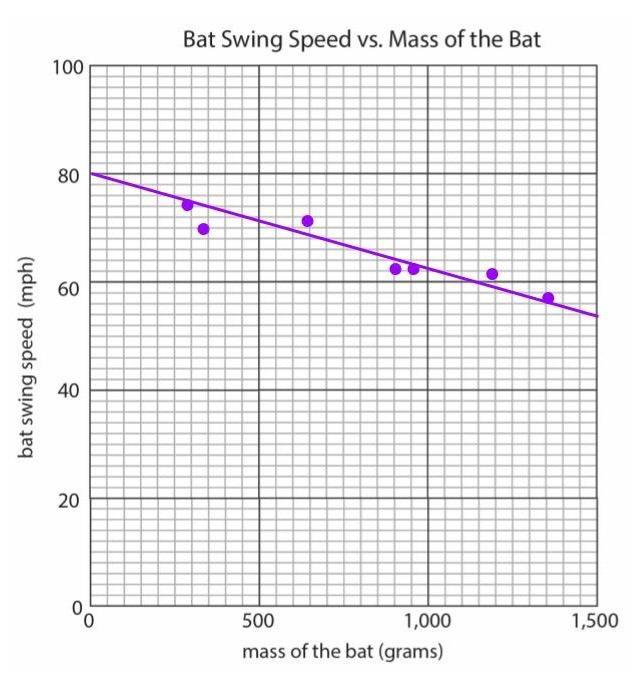 Bat Swing Speed vs. Mass of the Bat
100
80
60
40
20
0
bat swing speed (mph)
0 500 1,000 1,500
mass of the bat (grams)